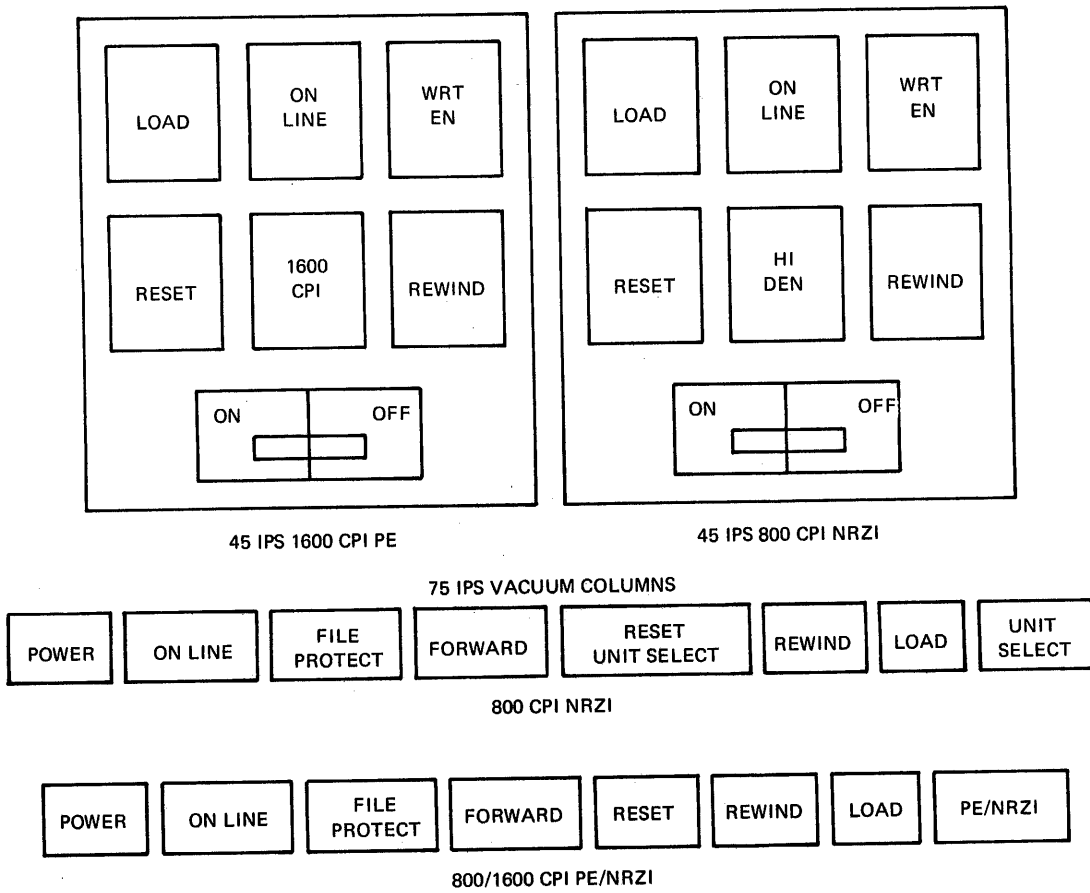 LOAD
ON
LINE
WRT
EN
RESET
1600
CPI
REWIND
ON
OFF
45 IPS 1600 CPI PE
LOAD
ON
LINE
WRT
EN
RESET
HI
DEN
REWIND
ON
OFF
45 IPS 800 CPI NRZI
75 IPS VACUUM COLUMNS
POWER
ON LINE
FILE
PROTECT
FORWARD
RESET
UNIT SELECT
REWIND
LOAD
UNIT
SELECT
800 CPI NRZI
POWER
ON LINE
FILE
PROTECT
FORWARD
RESET
REWIND
LOAD
PE/NRZI
800/1600 CPI PE/NRZI